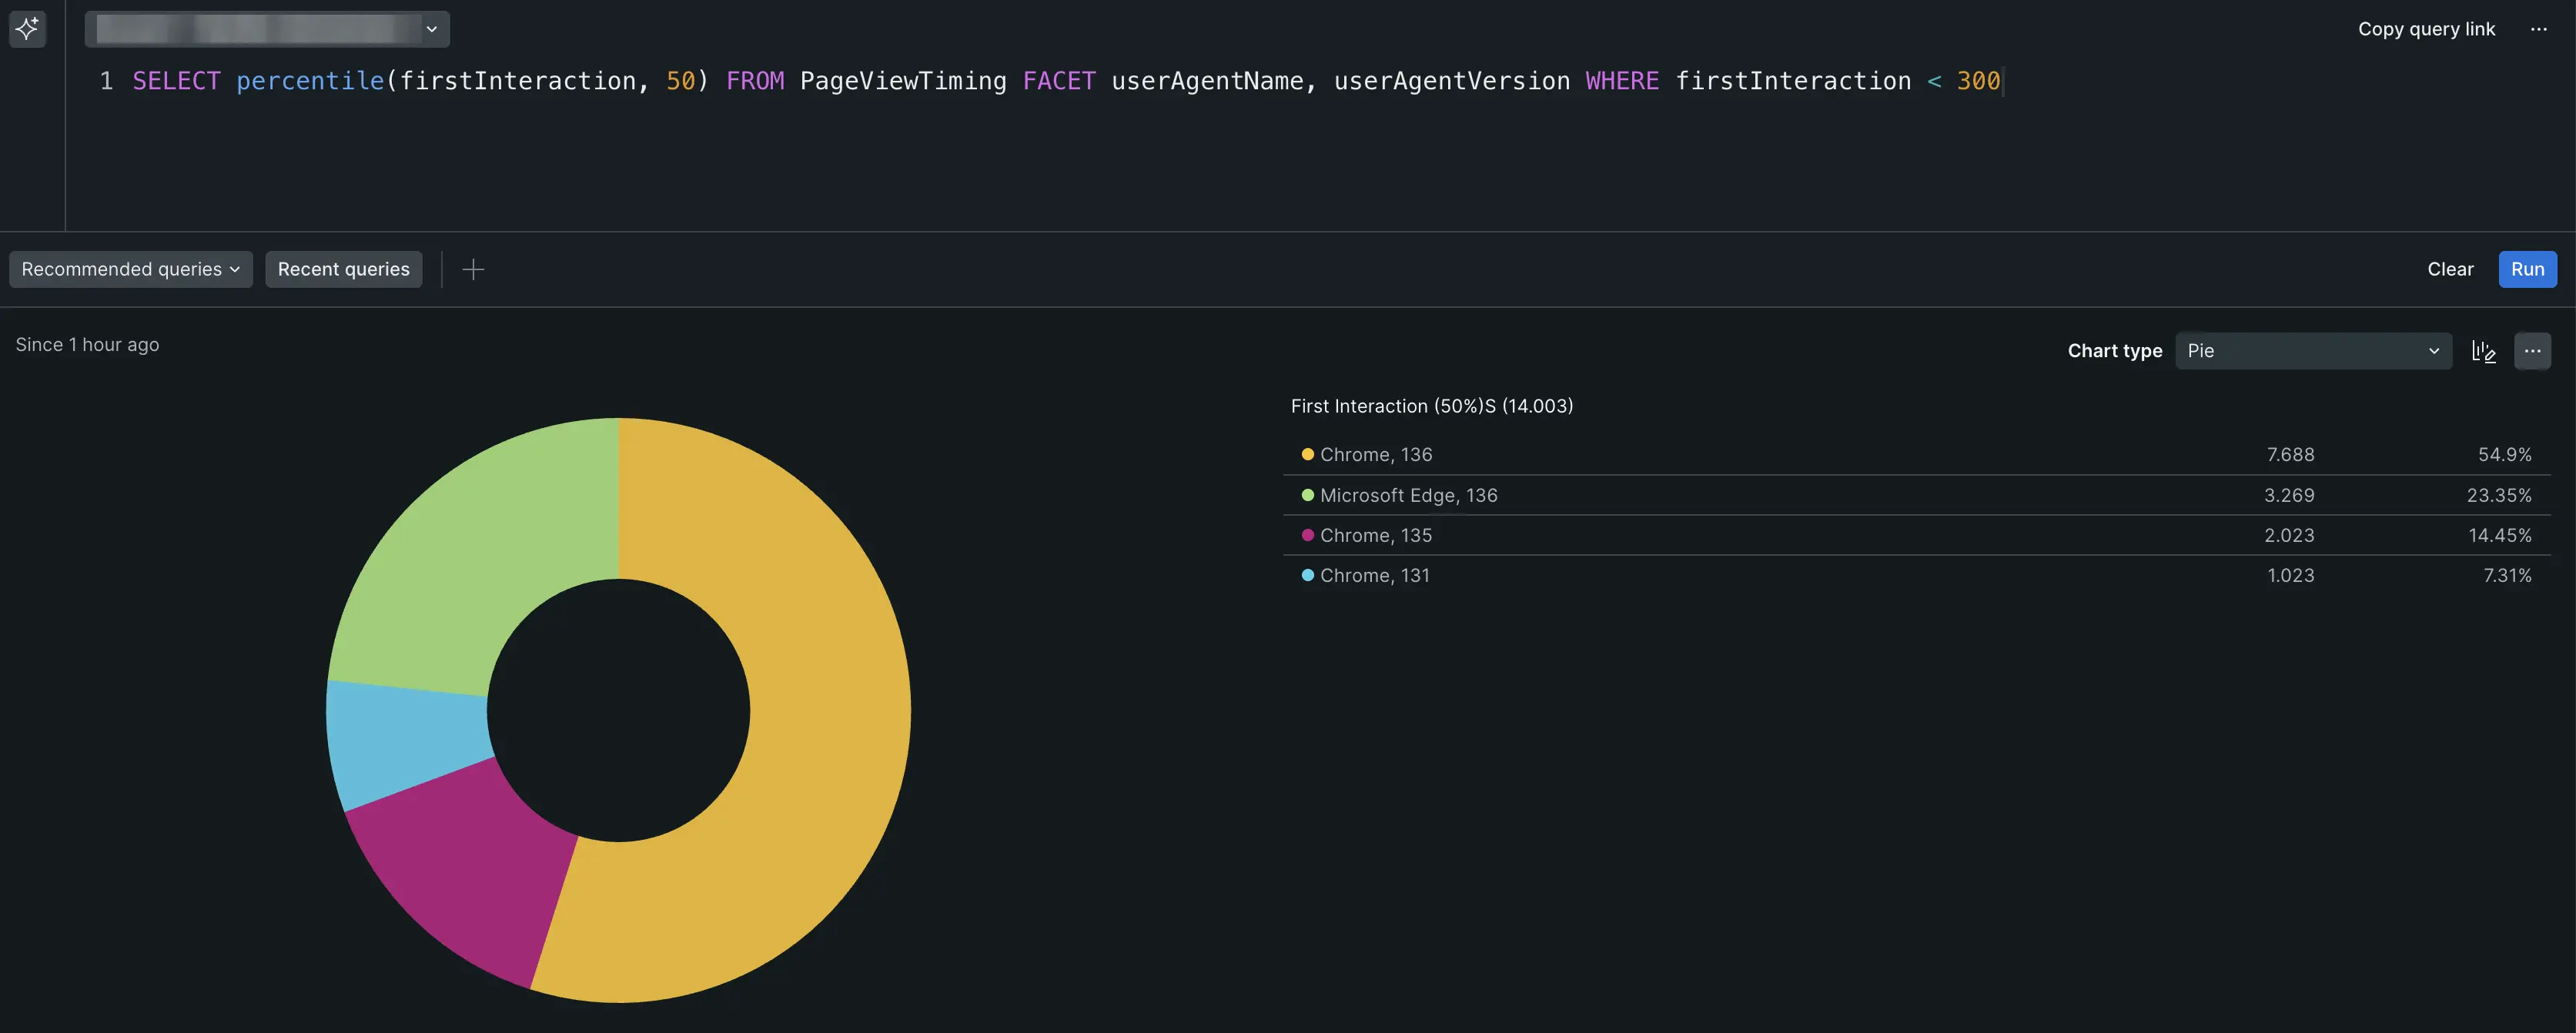 Copy query link
1 SELECT percentile(firstInteraction, 50) FROM PageViewTiming FACET userAgentName, userAgentVersion WHERE firstInteraction < 300
Recommended queries
Recent queries
Clear
Run
Since 1 hour ago
Chart type
Pie
First Interaction (50%)S (14.003)
Chrome, 136 7.688 54.9%
Microsoft Edge, 136 3.269 23.35%
Chrome, 135 2.023 14.45%
Chrome, 131 1.023 7.31%